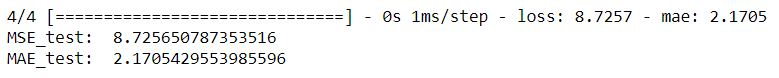 4/4 [==============================] - 0s 1ms/step - loss: 8.7257 - mae: 2.1705
MSE_test:  8.725650787353516
MAE_test:  2.1705429553985596